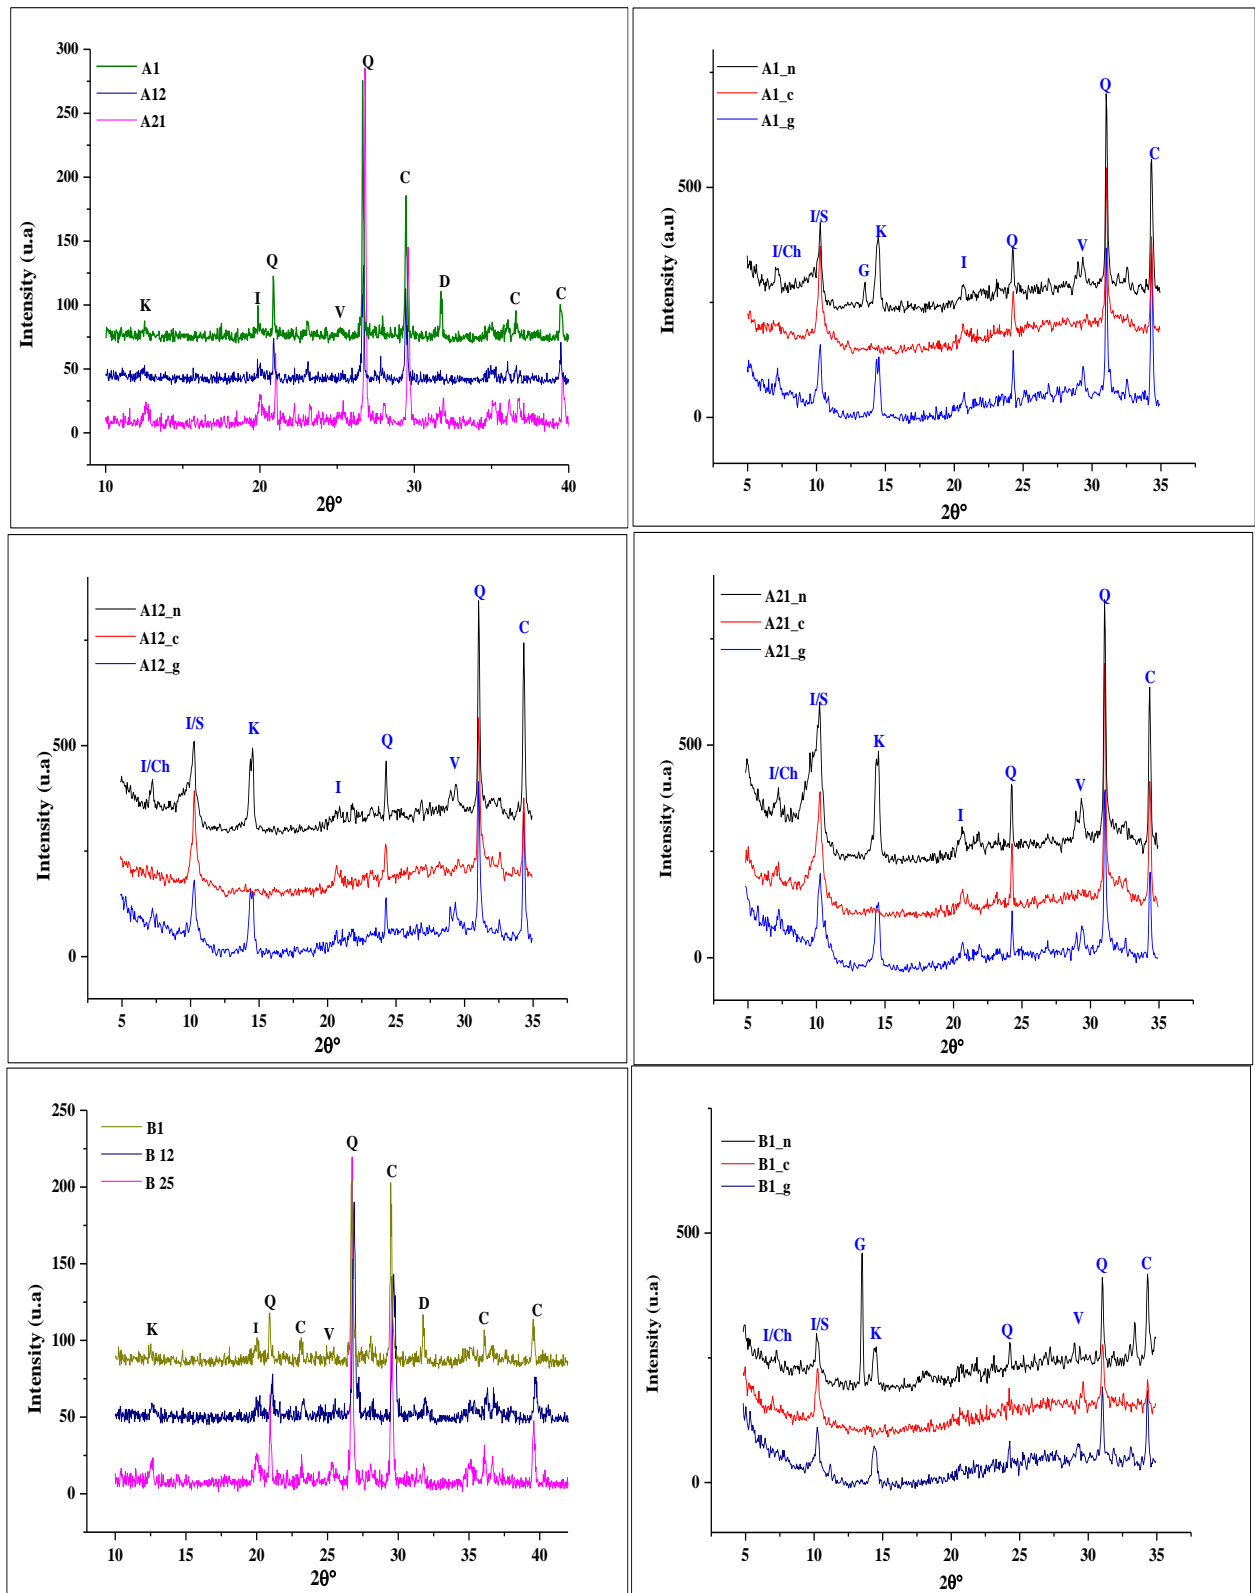 A1
A12
A21
Q
C
Q
D
K
I
V
C
C
Intensity (u.a)
300
250
200
150
100
50
0
10
20
30
40
2θ°
A1_n
A1_c
A1_g
Q
C
I/S
K
I/Ch
G
I
Q
V
Intensity (a.u)
500
0
5
10
15
20
25
30
35
2θ°
A12_n
A12_c
A12_g
Q
C
I/S
K
I/Ch
I
Q
V
Intensity (u.a)
500
0
5
10
15
20
25
30
35
2θ°
A21_n
A21_c
A21_g
Q
C
I/S
K
I/Ch
I
Q
V
Intensity (u.a)
500
0
5
10
15
20
25
30
35
2θ°
B1
B 12
B 25
Q
C
Q
D
K
I
C
V
C
C
Intensity (u.a)
250
200
150
100
50
0
10
15
20
25
30
35
40
2θ°
B1_n
B1_c
B1_g
G
Q
C
I/S
K
I/Ch
Q
V
Intensity (u.a)
500
0
5
10
15
20
25
30
35
2θ°